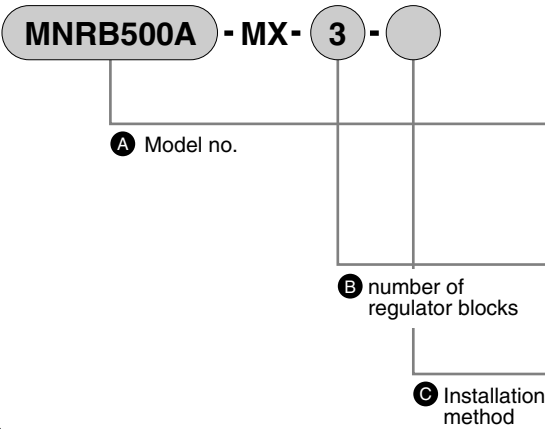 MNRB500A - MX- 3 -
A Model no.
B number of
regulator blocks
C Installation
method